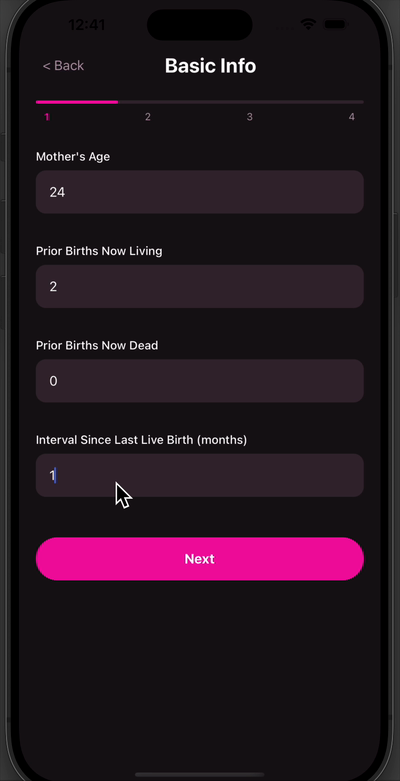 12:41
< Back
Basic Info
1
2
3
4
Mother's Age
24
Prior Births Now Living
2
Prior Births Now Dead
0
Interval Since Last Live Birth (months)
1
Next